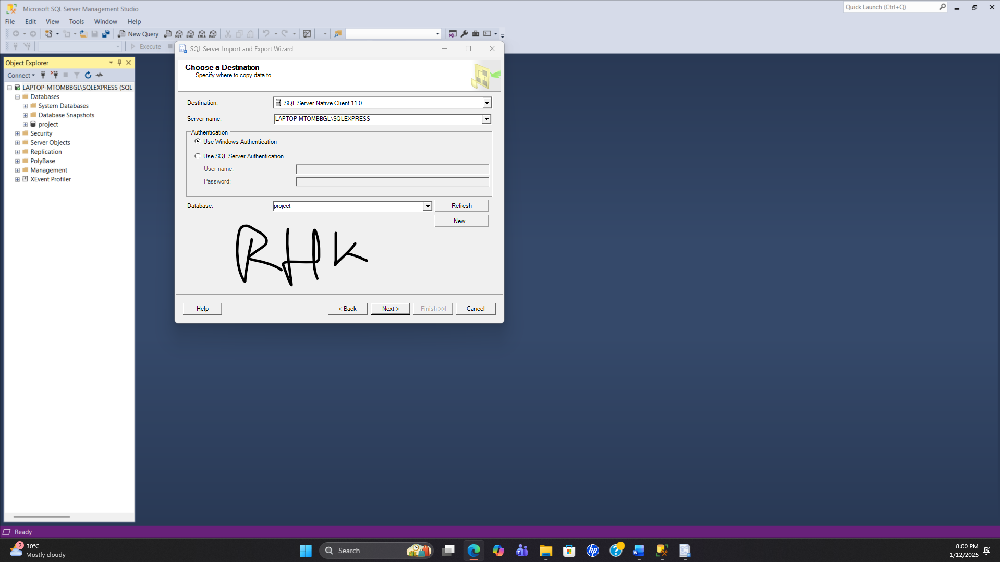 Microsoft SQL Server Management Studio
Quick Launch (Ctrl+Q)
File Edit View Tools Window Help
New Query MDX DMX XMLA DAX
Execute
SQL Server Import and Export Wizard
Object Explorer
Connect
LAPTOP-MTOMBBGL\SQLEXPRESS (SQL
Databases
System Databases
Database Snapshots
project
Security
Server Objects
Replication
PolyBase
Management
XEvent Profiler
Choose a Destination
Specify where to copy data to.
Destination: SQL Server Native Client 11.0
Server name: LAPTOP-MTOMBBGL\SQLEXPRESS
Authentication
Use Windows Authentication
Use SQL Server Authentication
User name:
Password:
Database: project Refresh
New...
RHK
Help < Back Next > Finish >>| Cancel
Ready
2
30°C
Mostly cloudy
Search
hp
8:00 PM
1/12/2025